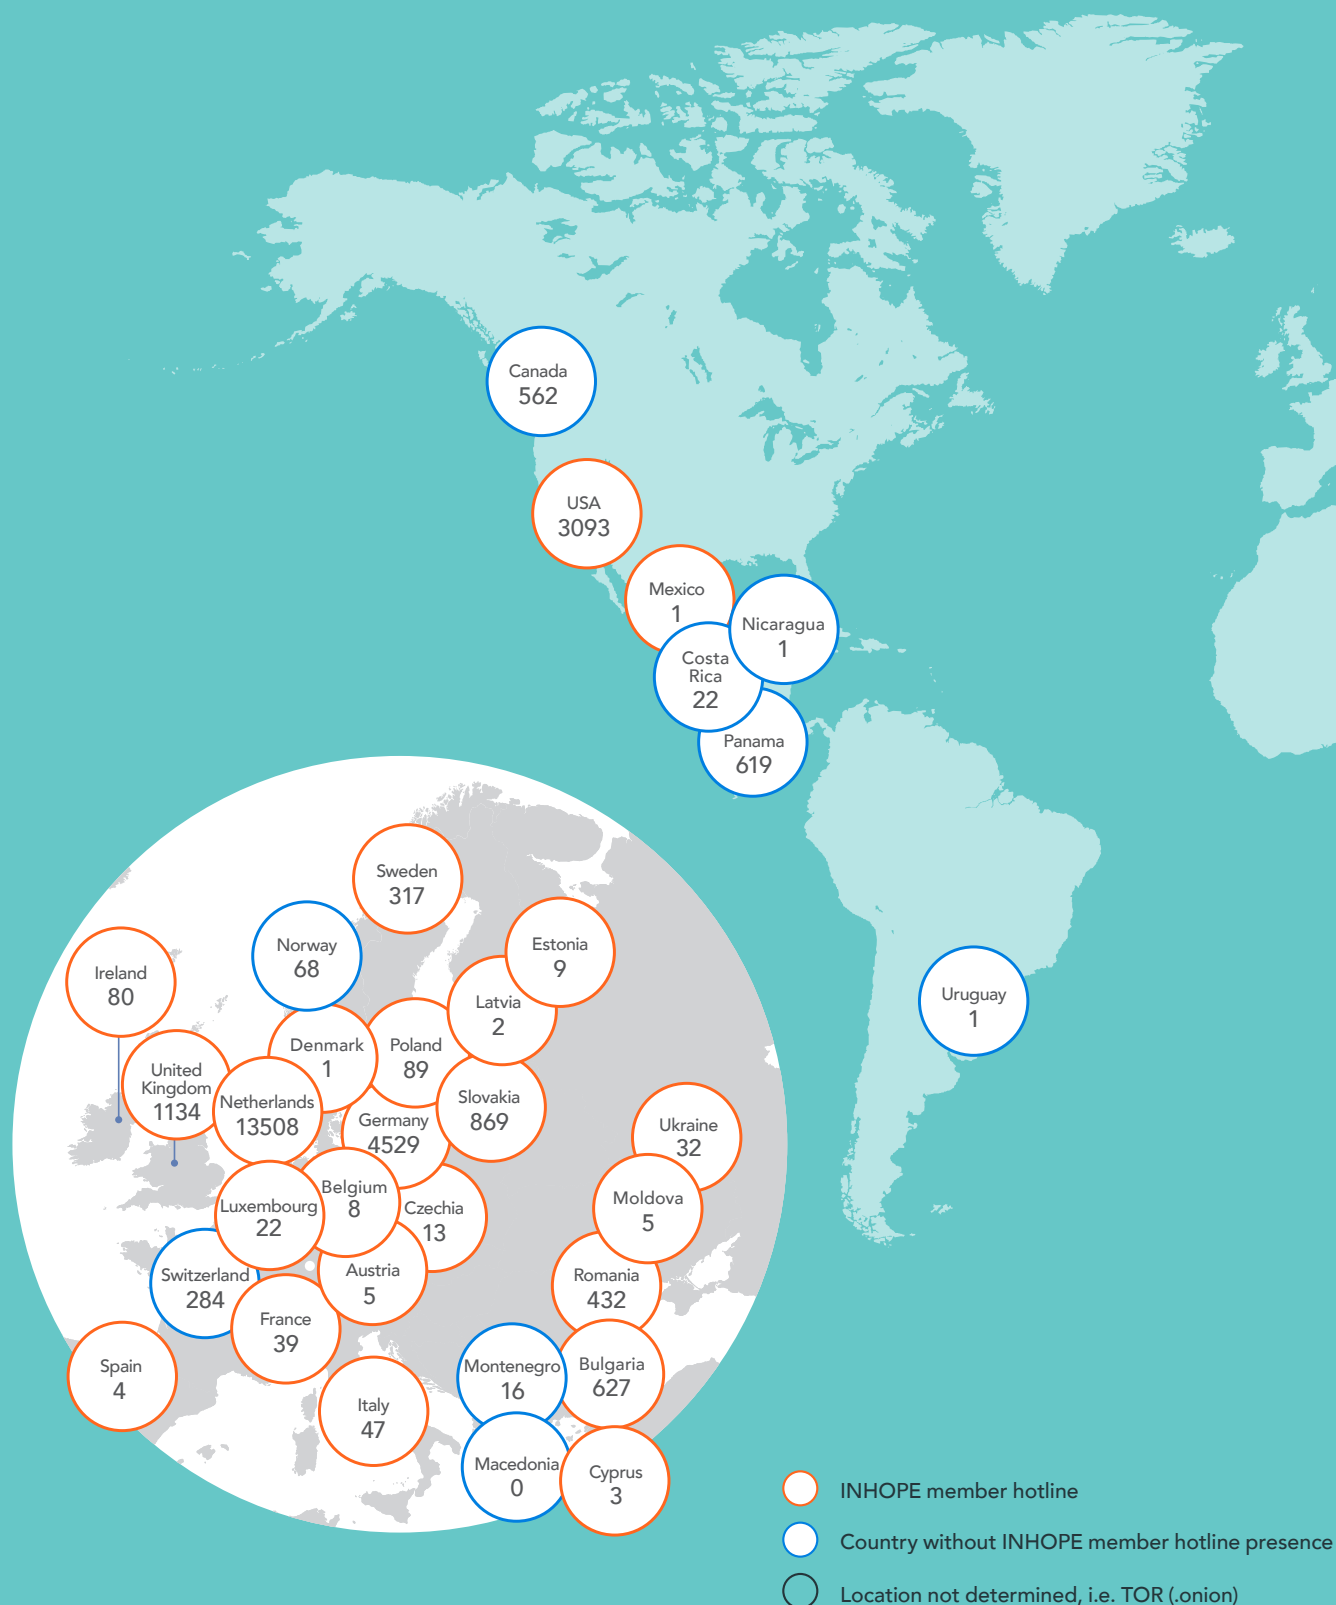 Canada
562
USA
3093
Mexico
1
Nicaragua
1
Costa
Rica
22
Panama
619
Uruguay
1
Sweden
317
Norway
68
Estonia
9
Ireland
80
Latvia
2
Denmark
1
Poland
89
United
Kingdom
1134
Netherlands
13508
Germany
4529
Slovakia
869
Ukraine
32
Belgium
8
Luxembourg
22
Czechia
13
Moldova
5
Switzerland
284
Austria
5
Romania
432
France
39
Spain
4
Montenegro
16
Bulgaria
627
Italy
47
Macedonia
0
Cyprus
3
INHOPE member hotline
Country without INHOPE member hotline presence
Location not determined, i.e. TOR (.onion)